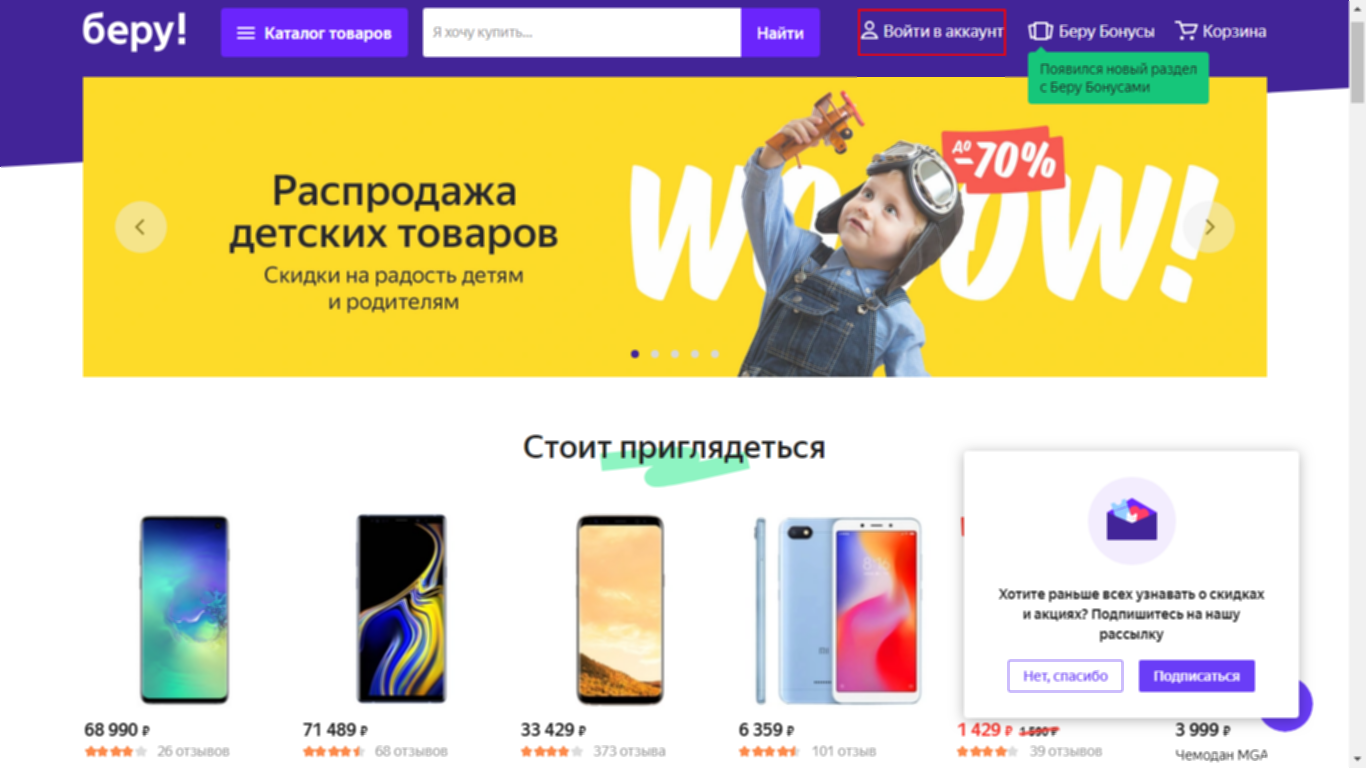 беру!
Каталог товаров
Я хочу купить...
Найти
Войти в аккаунт
Беру Бонусы
Корзина
Появился новый раздел
с Беру Бонусами
Распродажа
детских товаров
Скидки на радость детям
и родителям
до
-70%
Стоит приглядеться
Хотите раньше всех узнавать о скидках
и акциях? Подпишитесь на нашу
рассылку
Нет, спасибо
Подписаться
68 990 ₽
71 489 ₽
33 429 ₽
6 359 ₽
1 429 ₽ 1 590 ₽
3 999 ₽
26 отзывов
68 отзывов
373 отзыва
101 отзыв
39 отзывов
Чемодан MGA